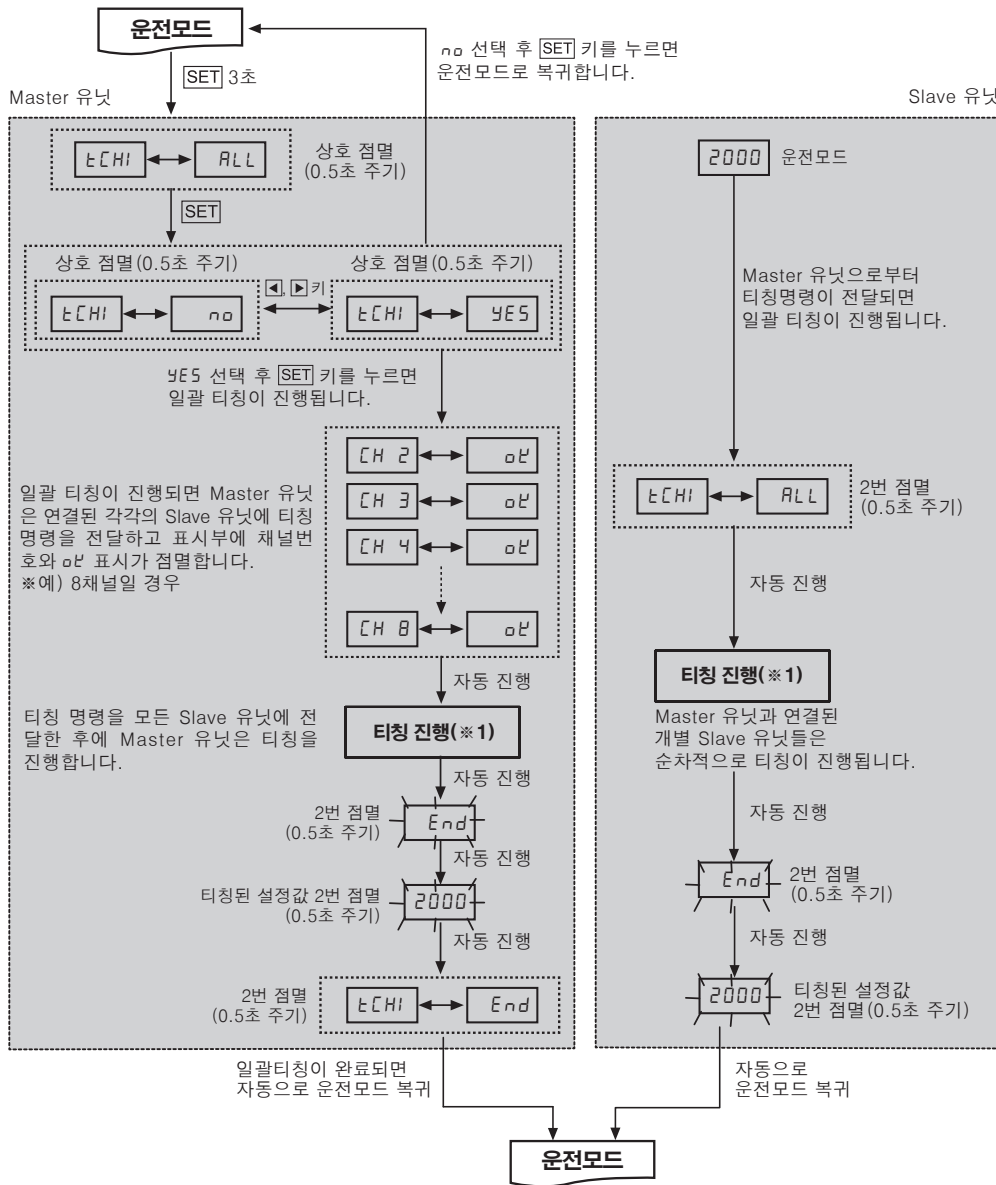 운전모드
no 선택 후 SET 키를 누르면
운전모드로 복귀합니다.
SET 3초
Master 유닛
tCH1 ALL
상호 점멸
(0.5초 주기)
SET
상호 점멸(0.5초 주기)
상호 점멸(0.5초 주기)
tCH1 no
◀, ▶ 키
tCH1 YES
YES 선택 후 SET 키를 누르면
일괄 티칭이 진행됩니다.
CH 2 oK
CH 3 oK
CH 4 oK
CH 8 oK
일괄 티칭이 진행되면 Master 유닛
은 연결된 각각의 Slave 유닛에 티칭
명령을 전달하고 표시부에 채널번
호와 oK 표시가 점멸합니다.
※예) 8채널일 경우
자동 진행
티칭 명령을 모든 Slave 유닛에 전
달한 후에 Master 유닛은 티칭을
진행합니다.
티칭 진행(※1)
자동 진행
2번 점멸
(0.5초 주기)
End
자동 진행
티칭된 설정값 2번 점멸
(0.5초 주기)
2000
자동 진행
2번 점멸
(0.5초 주기)
tCH1 End
일괄티칭이 완료되면
자동으로 운전모드 복귀
Slave 유닛
2000 운전모드
Master 유닛으로부터
티칭명령이 전달되면
일괄 티칭이 진행됩니다.
tCH1 ALL
2번 점멸
(0.5초 주기)
자동 진행
티칭 진행(※1)
Master 유닛과 연결된
개별 Slave 유닛들은
순차적으로 티칭이 진행됩니다.
자동 진행
End
2번 점멸
(0.5초 주기)
자동 진행
2000
티칭된 설정값
2번 점멸(0.5초 주기)
자동으로
운전모드 복귀
운전모드